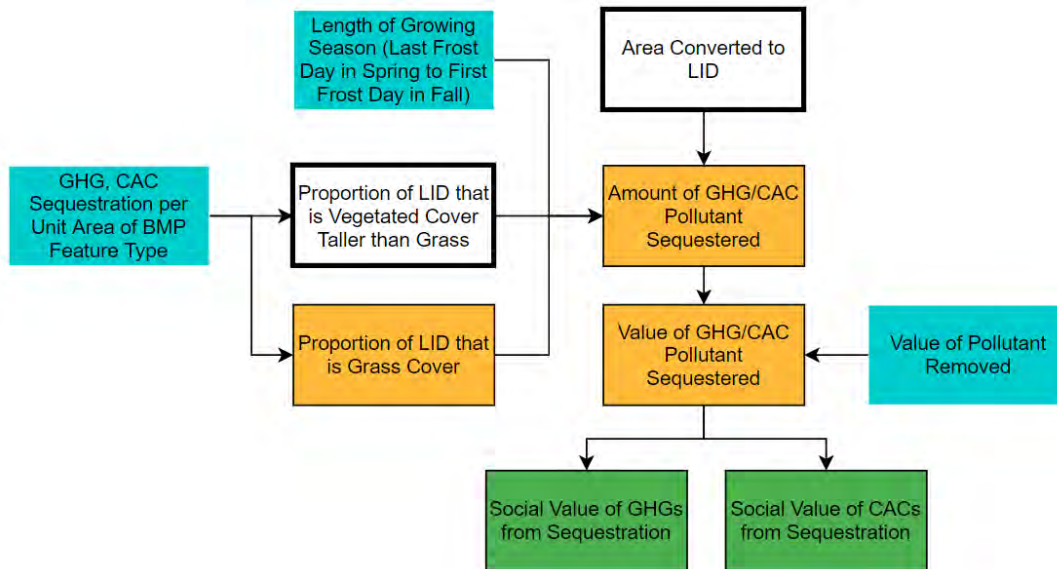 Length of Growing
Season (Last Frost
Day in Spring to First
Frost Day in Fall)
Area Converted to
LID
GHG, CAC
Sequestration per
Unit Area of BMP
Feature Type
Proportion of LID that
is Vegetated Cover
Taller than Grass
Amount of GHG/CAC
Pollutant
Sequestered
Proportion of LID that
is Grass Cover
Value of GHG/CAC
Pollutant
Sequestered
Value of Pollutant
Removed
Social Value of GHGs
from Sequestration
Social Value of CACs
from Sequestration